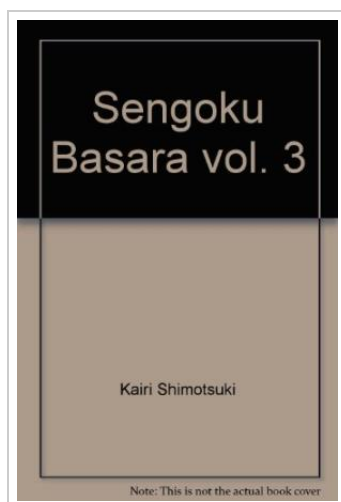 Sengoku
Basara vol. 3
Kairi Shimotsuki
Note: This is not the actual book cover